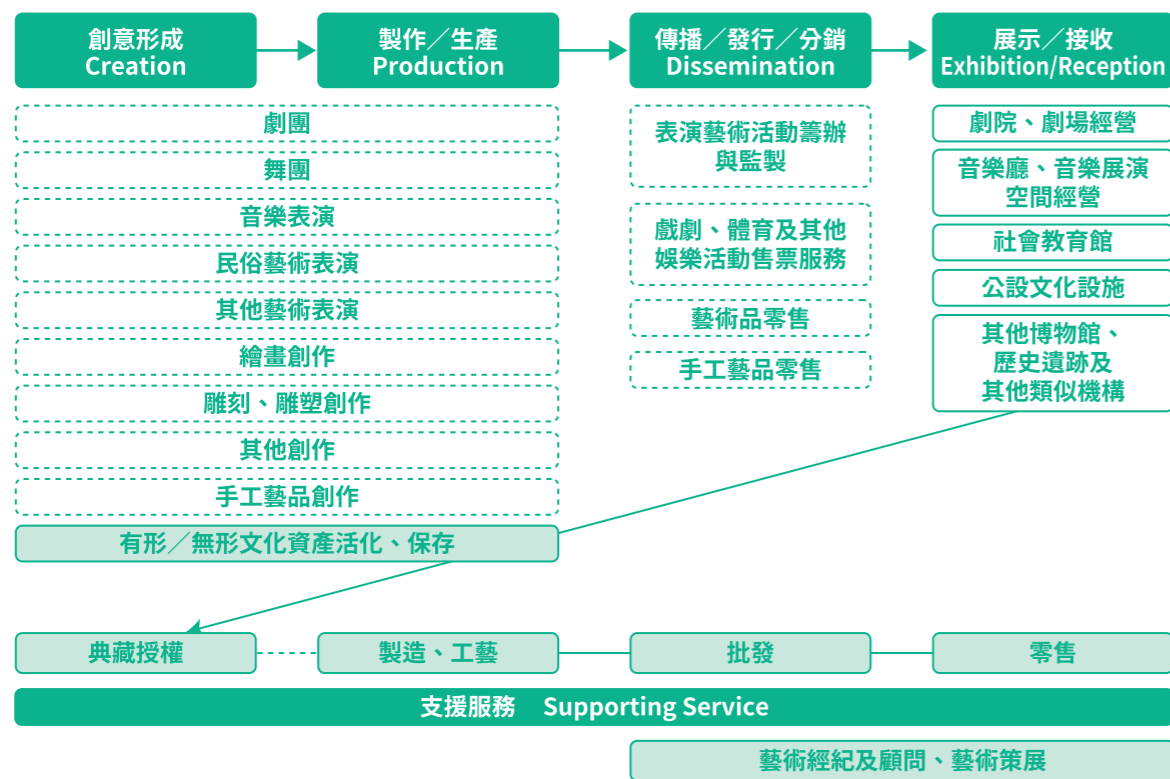 創意形成
Creation
製作／生產
Production
傳播／發行／分銷
Dissemination
展示／接收
Exhibition/Reception
劇團
舞團
音樂表演
民俗藝術表演
其他藝術表演
繪畫創作
雕刻、雕塑創作
其他創作
手工藝品創作
有形／無形文化資產活化、保存
表演藝術活動籌辦
與監製
戲劇、體育及其他
娛樂活動售票服務
藝術品零售
手工藝品零售
劇院、劇場經營
音樂廳、音樂展演
空間經營
社會教育館
公設文化設施
其他博物館、
歷史遺跡及
其他類似機構
典藏授權
製造、工藝
批發
零售
支援服務 Supporting Service
藝術經紀及顧問、藝術策展